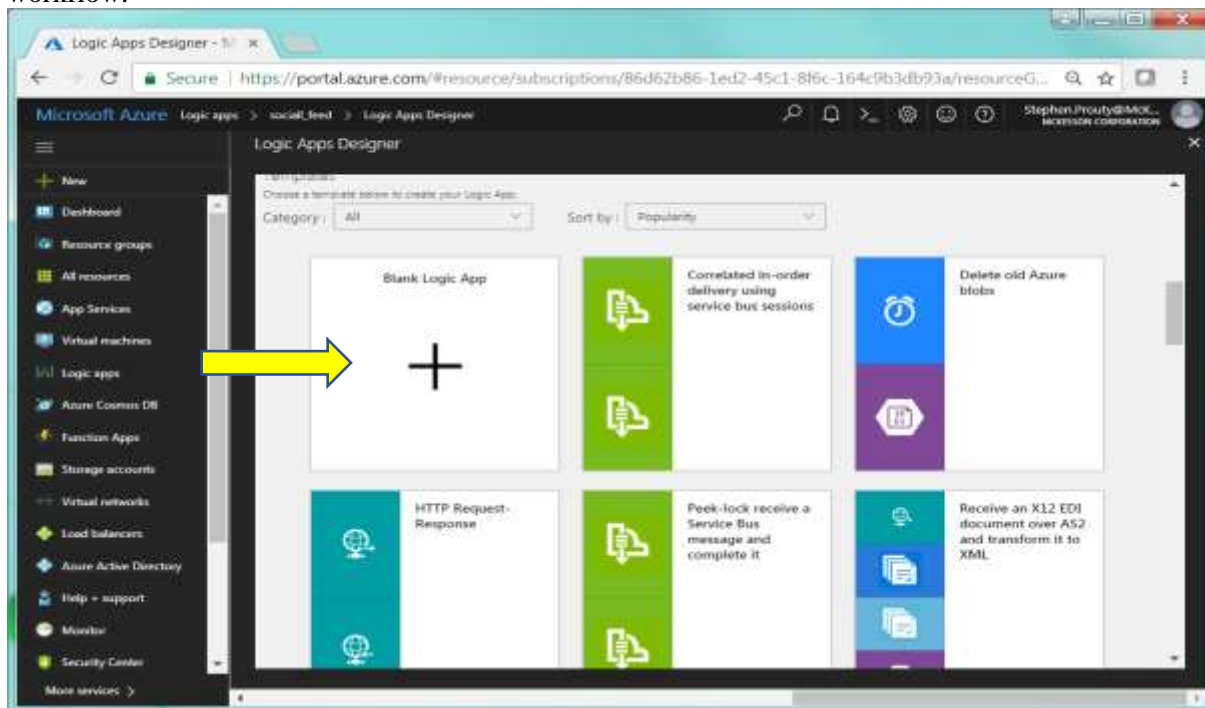 workflow.
Logic Apps Designer - M
Secure
https://portal.azure.com/#resource/subscriptions/86d62b86-1ed2-45c1-8f6c-164c9b3db93a/resourceG...
Microsoft Azure Logic apps > social_feed > Logic Apps Designer
Stephen.Prouty@McK...
MCKESSON CORPORATION
Logic Apps Designer
New
Dashboard
Resource groups
All resources
App Services
Virtual machines
Logic apps
Azure Cosmos DB
Function Apps
Storage accounts
Virtual networks
Load balancers
Azure Active Directory
Help + support
Monitor
Security Center
More services >
Templates
Choose a template below to create your Logic App.
Category : All
Sort by : Popularity
Blank Logic App
Correlated in-order
delivery using
service bus sessions
Delete old Azure
blobs
HTTP Request-
Response
Peek-lock receive a
Service Bus
message and
complete it
Receive an X12 EDI
document over AS2
and transform it to
XML